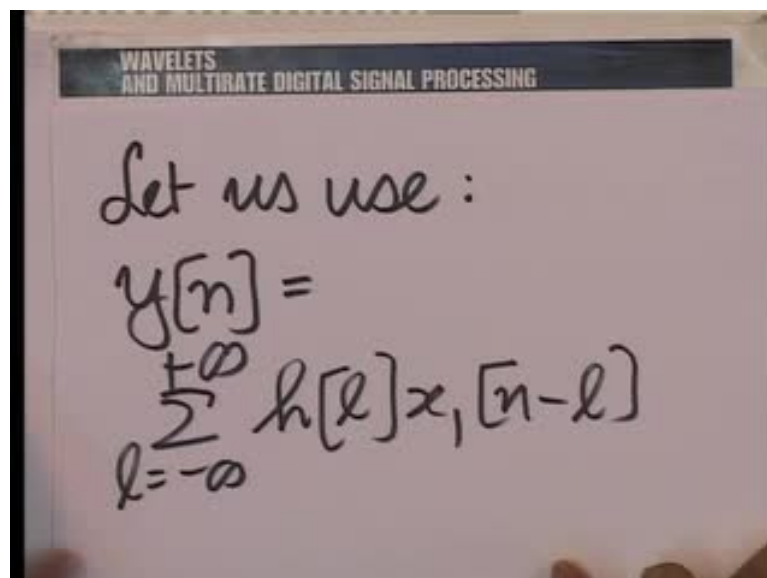 WAVELETS
AND MULTIRATE DIGITAL SIGNAL PROCESSING
Let us use :
y[n] =
+∞
Σ h[l]x₁[n-l]
l=-∞